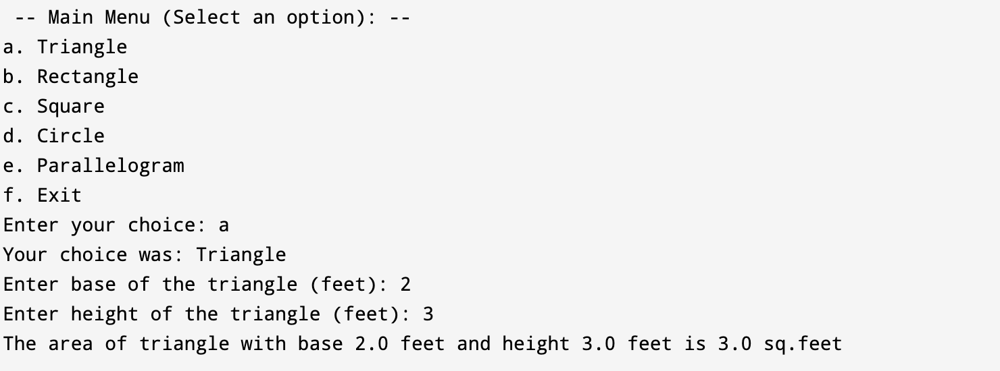 -- Main Menu (Select an option): --
a. Triangle
b. Rectangle
c. Square
d. Circle
e. Parallelogram
f. Exit
Enter your choice: a
Your choice was: Triangle
Enter base of the triangle (feet): 2
Enter height of the triangle (feet): 3
The area of triangle with base 2.0 feet and height 3.0 feet is 3.0 sq.feet